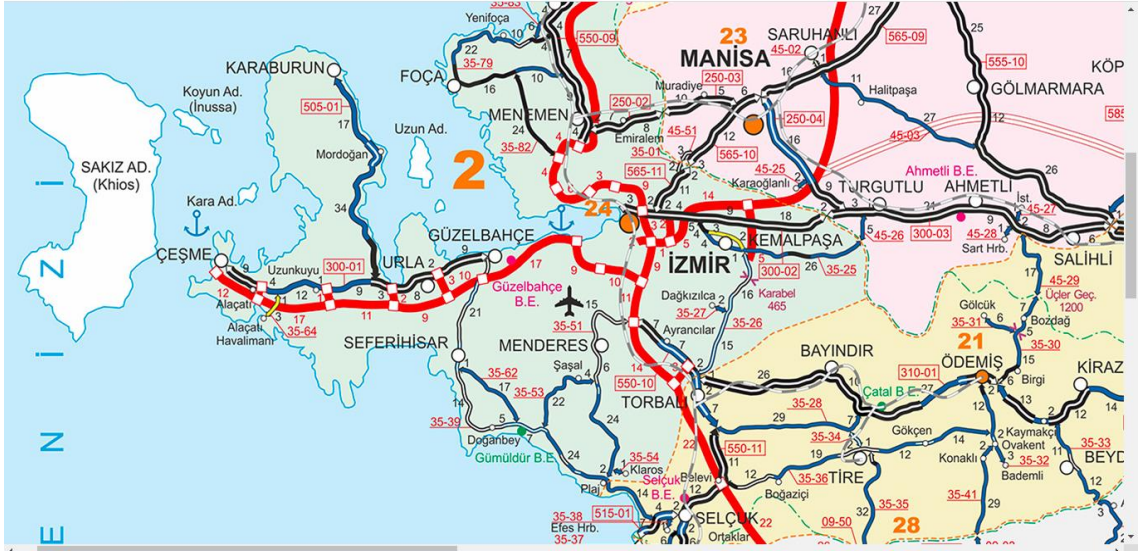 35-83
Yenifoça
550-09
23
SARUHANLI
45-02
565-09
MANİSA
555-10
KÖP
KARABURUN
35-79
FOÇA
Muradiye
250-03
Halitpaşa
GÖLMARMARA
Koyun Ad.
(İnussa)
505-01
MENEMEN
250-02
250-04
585
Uzun Ad.
Emiralem
45-51
565-10
45-03
SAKIZ AD.
(Khios)
Mordoğan
35-82
35-01
565-11
45-25
Karaoğlanlı
Ahmetli B.E.
2
TURGUTLU
AHMETLİ
İst.
45-27
Kara Ad.
24
GÜZELBAHÇE
KEMALPAŞA
45-26
300-03
45-28
Sart Hrb.
ÇEŞME
Uzunkuyu
300-01
URLA
İZMİR
300-02
35-25
SALİHLİ
Güzelbahçe
B.E.
Karabel
465
45-29
Üçler Geç.
1200
Alaçatı
Alaçatı
Havalimanı
35-64
Dağkızılca
35-27
35-26
Gölcük
35-31
Bozdağ
35-51
Ayrancılar
21
35-30
SEFERİHİSAR
MENDERES
BAYINDIR
ÖDEMİŞ
310-01
Birgi
KİRAZ
Şaşal
35-62
35-53
550-10
Çatal B.E.
TORBALI
35-28
35-39
Doğanbey
Gümüldür B.E.
35-34
Gökçen
Kaymakçı
Ovakent
35-33
550-11
35-54
Klaros
35-36
TİRE
Konaklı
35-32
Bademli
BEYD
Selçuk
B.E.
Belevi
Boğaziçi
Plaj
35-35
35-41
35-38
515-01
SELÇUK
Efes Hrb.
35-37
Ortaklar
09-50
28
E N İ Z İ